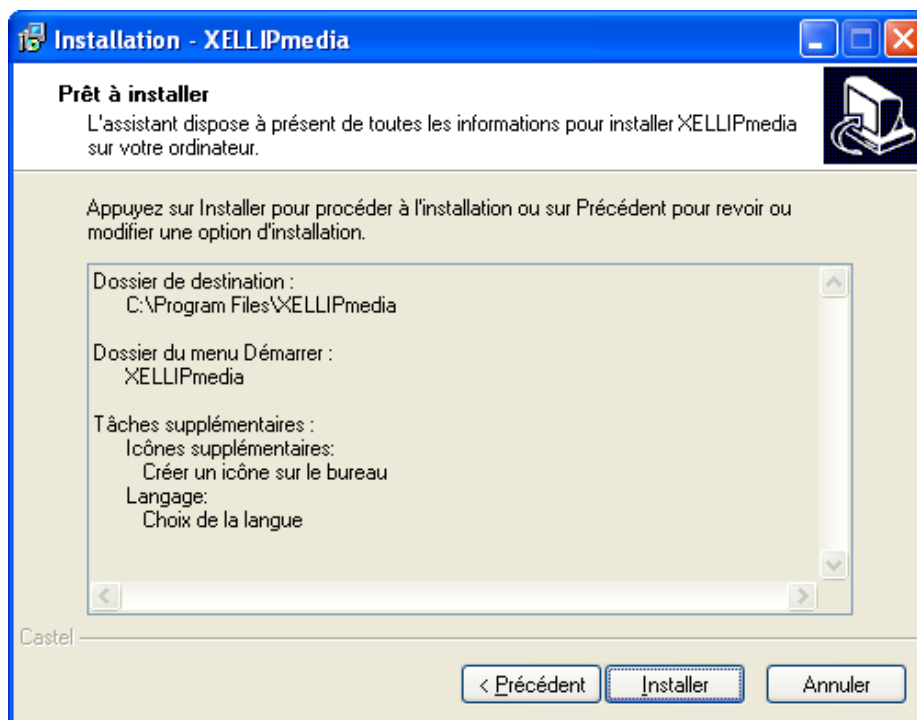 Installation - XELLIPmedia
Prêt à installer
L'assistant dispose à présent de toutes les informations pour installer XELLIPmedia
sur votre ordinateur.
Appuyez sur Installer pour procéder à l'installation ou sur Précédent pour revoir ou
modifier une option d'installation.
Dossier de destination :
C:\Program Files\XELLIPmedia
Dossier du menu Démarrer :
XELLIPmedia
Tâches supplémentaires :
Icônes supplémentaires:
Créer un icône sur le bureau
Langage:
Choix de la langue
Castel
< Précédent Installer Annuler